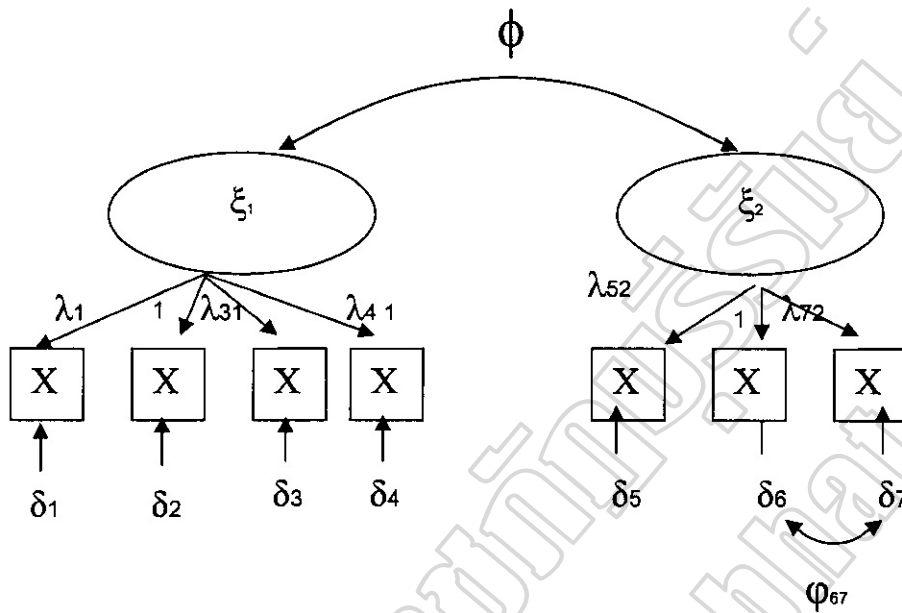 ϕ
ξ₁ ξ₂
λ₁ 1 λ₃₁ λ₄ ₁ λ₅₂ 1 λ₇₂
X X X X X X X
δ₁ δ₂ δ₃ δ₄ δ₅ δ₆ δ₇
φ₆₇